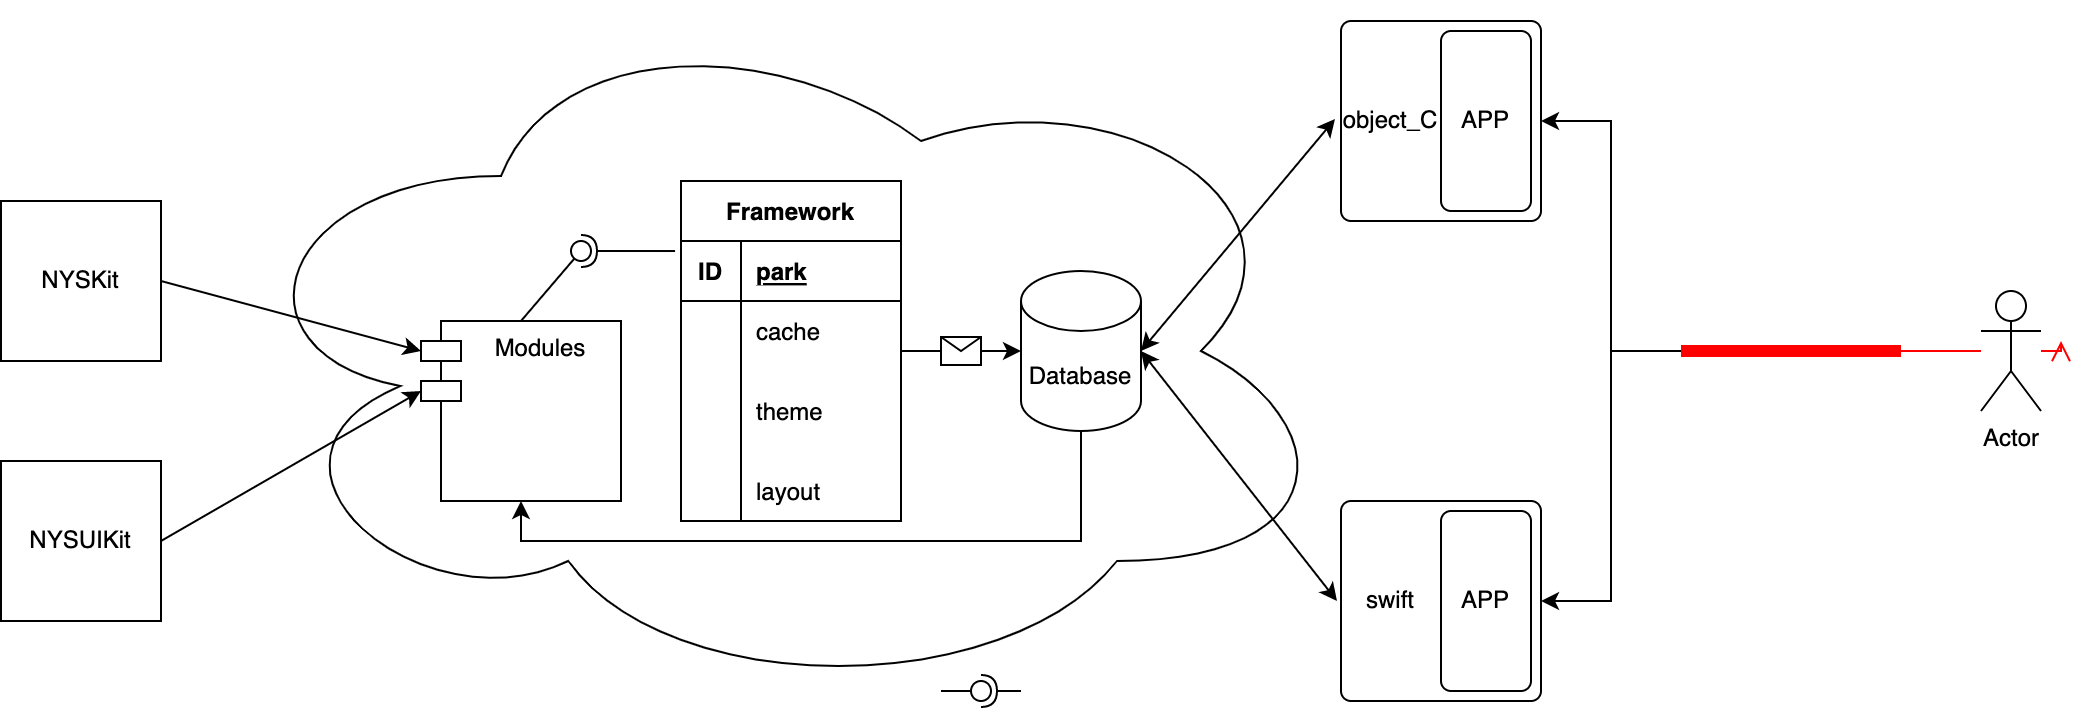 NYSKit
NYSUIKit
Modules
Framework
ID
park
cache
theme
layout
Database
object_C
APP
swift
APP
Actor